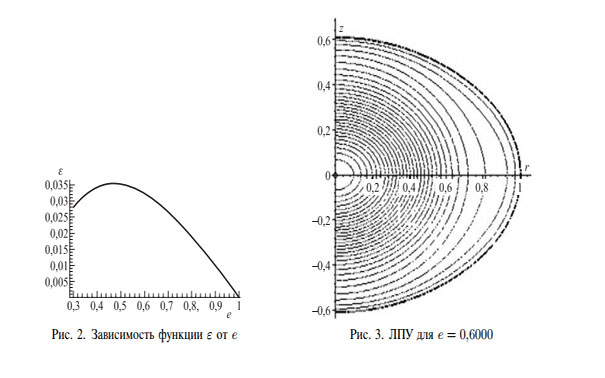 ε
0,035
0,03
0,025
0,02
0,015
0,01
0,005
0,3 0,4 0,5 0,6 0,7 0,8 0,9 1
e
Рис. 2. Зависимость функции ε от e
z
0,6
0,4
0,2
0
0,2 0,4 0,6 0,8 1
r
−0,2
−0,4
−0,6
Рис. 3. ЛПУ для e = 0,6000